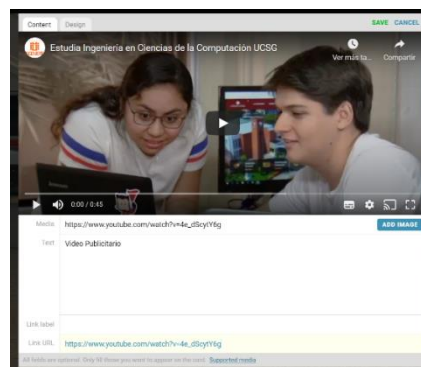 Content Design SAVE CANCEL
Estudia Ingeniería en Ciencias de la Computación UCSG
Ver más ta... Compartir
0:00 / 0:45
Media https://www.youtube.com/watch?v=4e_dScytY6g ADD IMAGE
Text Video Publicitario
Link label
Link URL https://www.youtube.com/watch?v=4e_dScytY6g
All fields are optional. Only fill those you want to appear on the card. Supported media